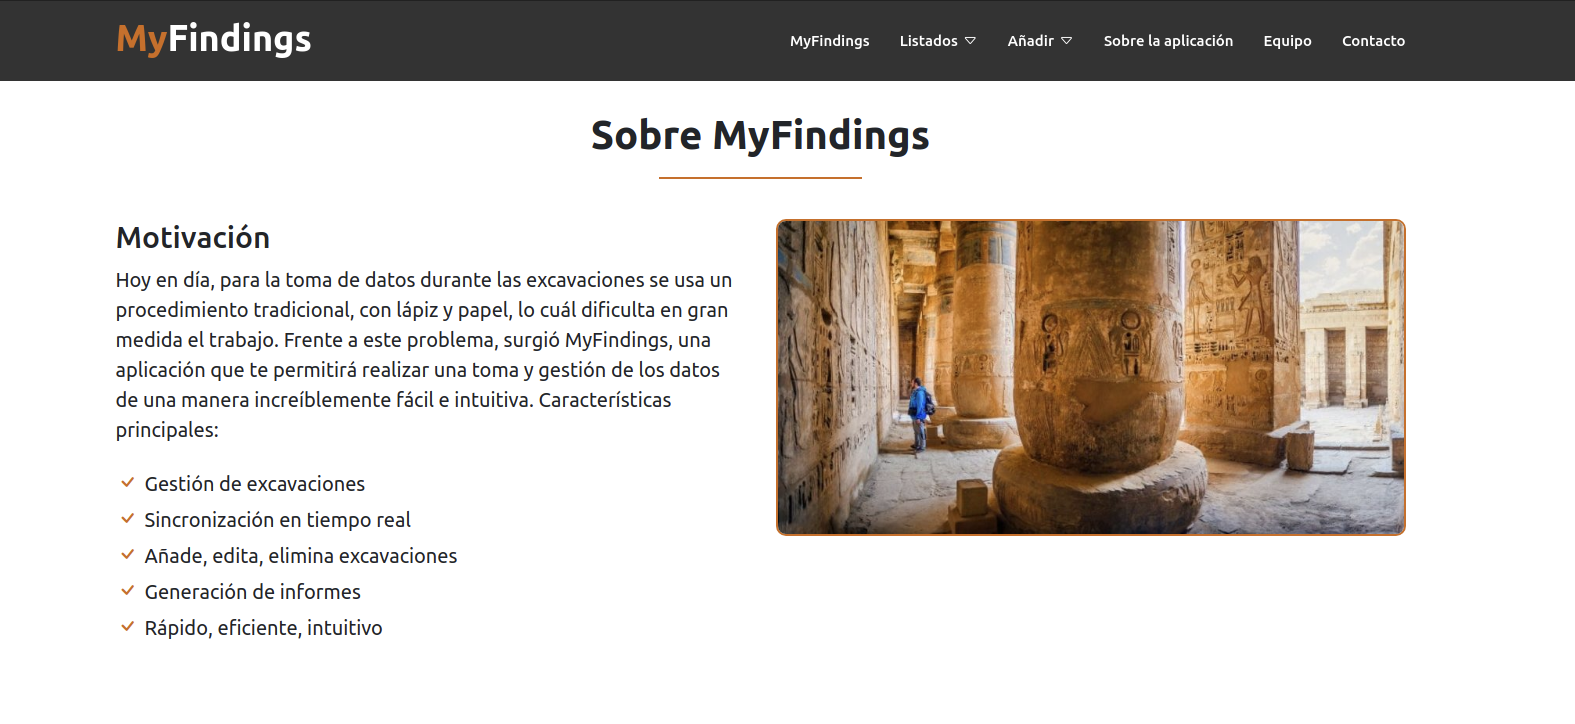 MyFindings
MyFindings Listados Añadir Sobre la aplicación Equipo Contacto
Sobre MyFindings
Motivación
Hoy en día, para la toma de datos durante las excavaciones se usa un
procedimiento tradicional, con lápiz y papel, lo cuál dificulta en gran
medida el trabajo. Frente a este problema, surgió MyFindings, una
aplicación que te permitirá realizar una toma y gestión de los datos
de una manera increíblemente fácil e intuitiva. Características
principales:
Gestión de excavaciones
Sincronización en tiempo real
Añade, edita, elimina excavaciones
Generación de informes
Rápido, eficiente, intuitivo